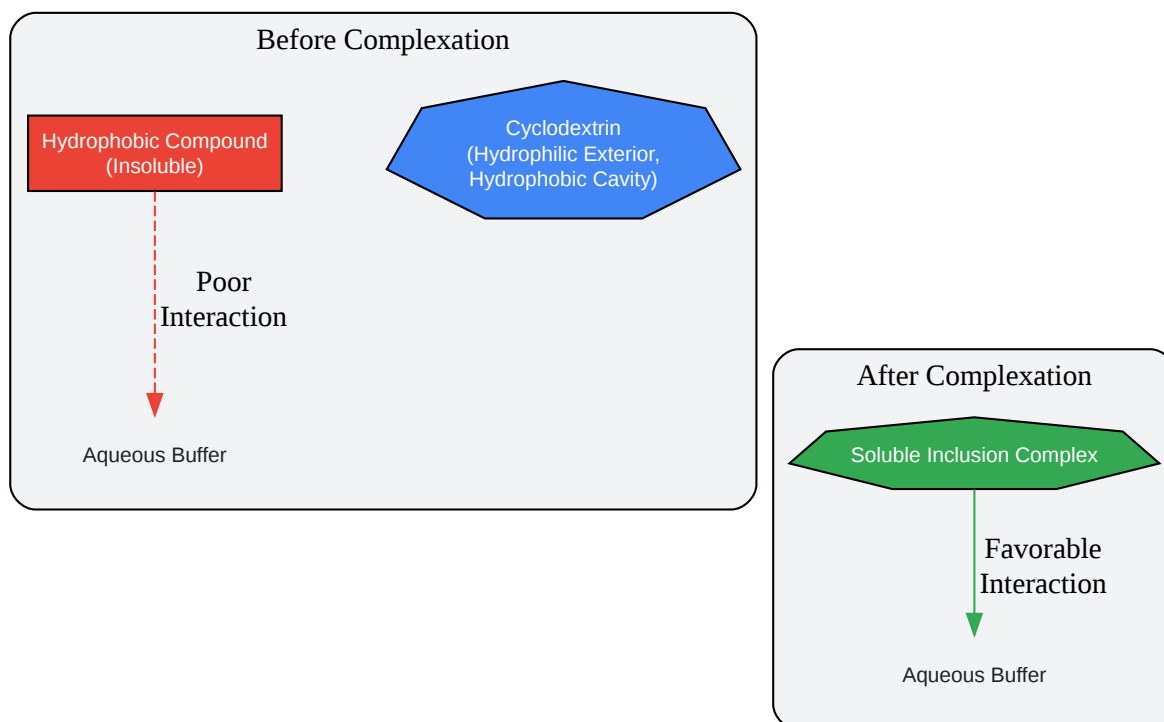 Before Complexation
Hydrophobic Compound
(Insoluble)
Cyclodextrin
(Hydrophilic Exterior,
Hydrophobic Cavity)
Poor
Interaction
Aqueous Buffer
After Complexation
Soluble Inclusion Complex
Favorable
Interaction
Aqueous Buffer